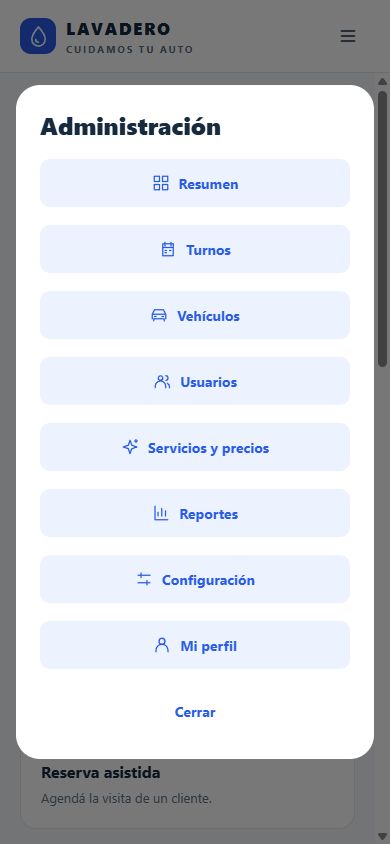 LAVADERO
CUIDAMOS TU AUTO
Administración
Resumen
Turnos
Vehículos
Usuarios
Servicios y precios
Reportes
Configuración
Mi perfil
Cerrar
Reserva asistida
Agendá la visita de un cliente.